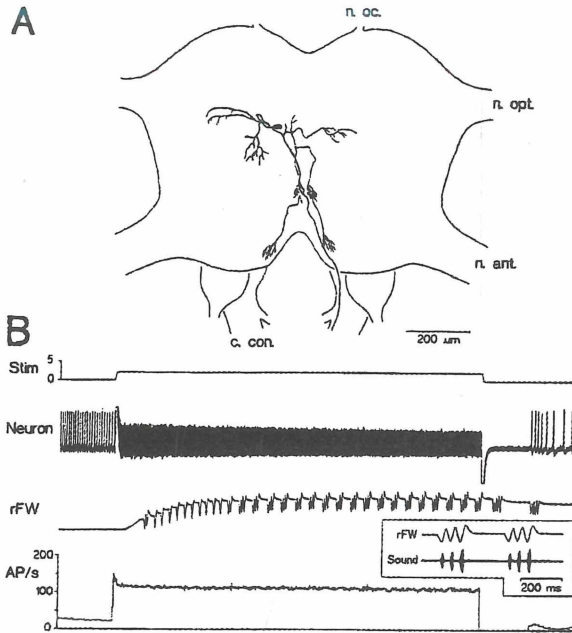 A
n. oc.
n. opt.
n. ant.
c. con.
200 μm
B
Stim
5
0
Neuron
rFW
rFW
Sound
200 ms
AP/s
200
100
0